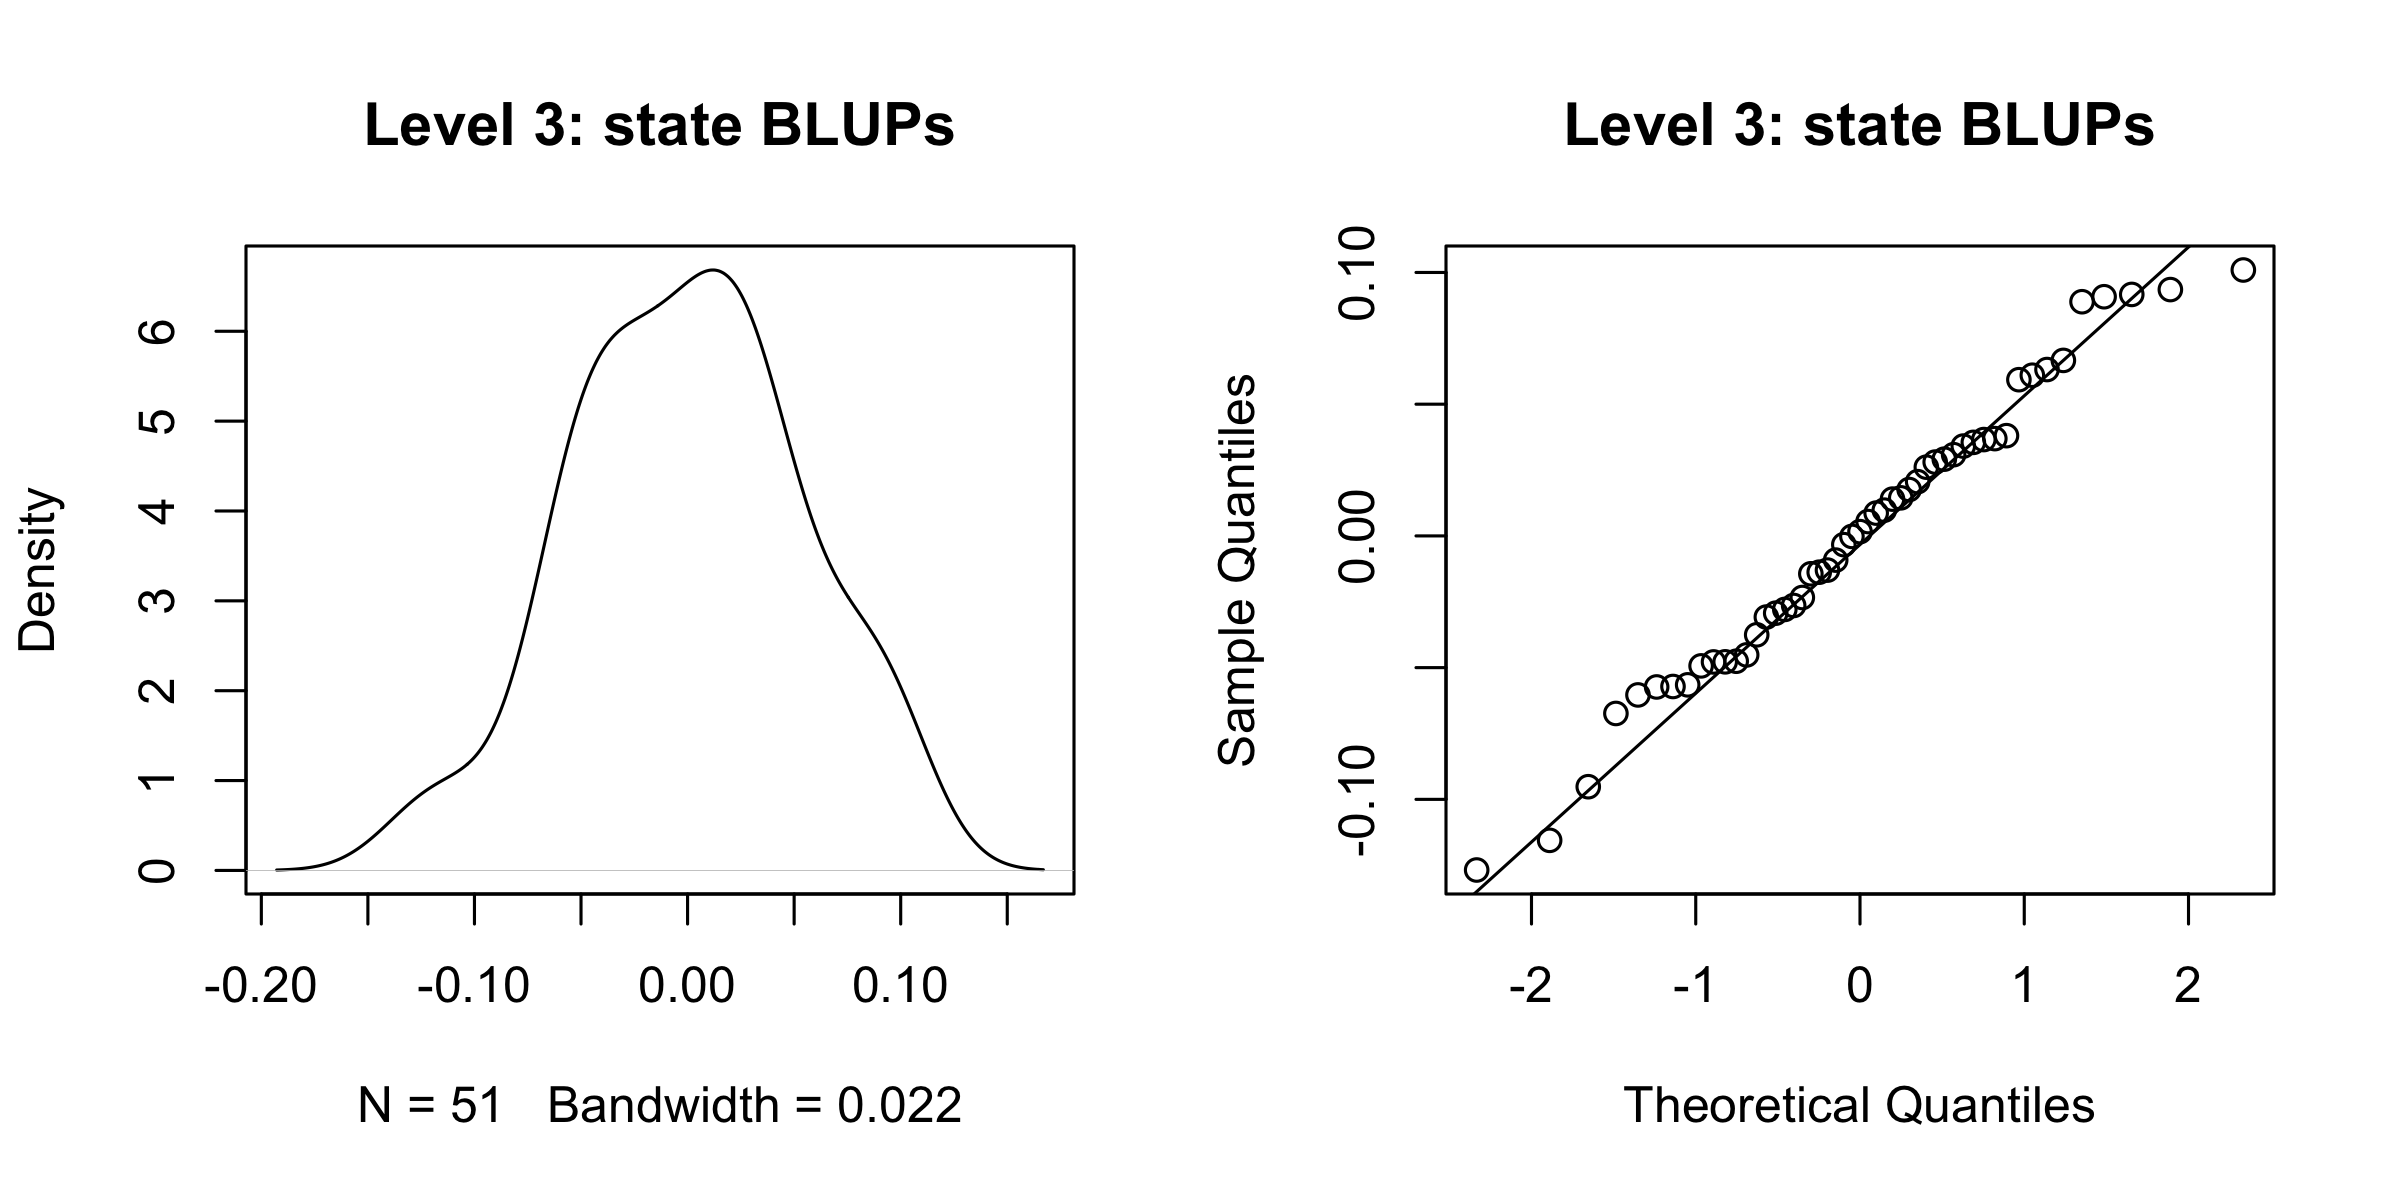 Level 3: state BLUPs
Density
0 1 2 3 4 5 6
-0.20 -0.10 0.00 0.10
N = 51 Bandwidth = 0.022
Level 3: state BLUPs
Sample Quantiles
-0.10 0.00 0.10
-2 -1 0 1 2
Theoretical Quantiles